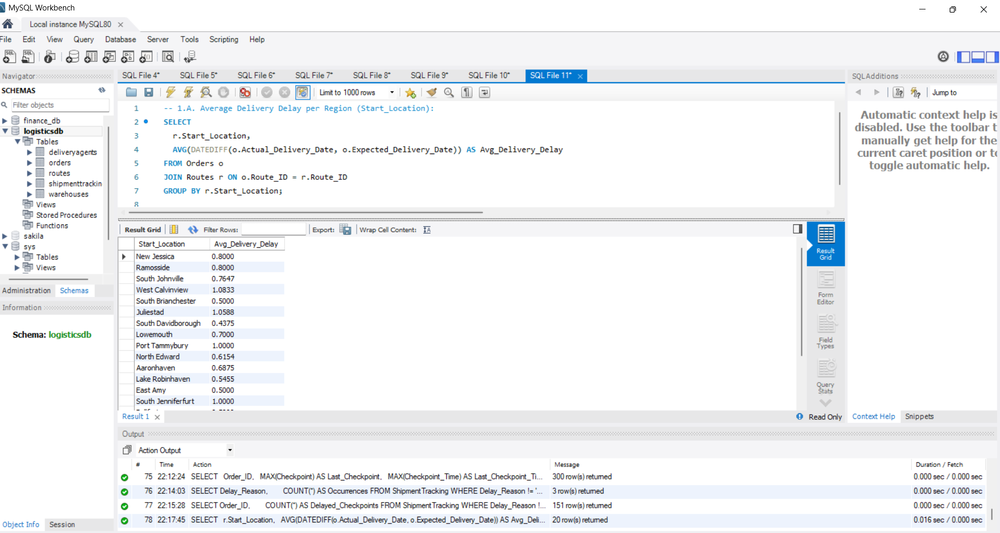 MySQL Workbench
Local instance MySQL80
File Edit View Query Database Server Tools Scripting Help
Navigator
SCHEMAS
Filter objects
finance_db
logisticsdb
Tables
deliveryagents
orders
routes
shipmenttrackin
warehouses
Views
Stored Procedures
Functions
sakila
sys
Tables
Views
Administration Schemas
Information
Schema: logisticsdb
Object Info Session
SQL File 4* SQL File 5* SQL File 6* SQL File 7* SQL File 8* SQL File 9* SQL File 10* SQL File 11*
Limit to 1000 rows
1 -- 1.A. Average Delivery Delay per Region (Start_Location):
2 SELECT
3 r.Start_Location,
4 AVG(DATEDIFF(o.Actual_Delivery_Date, o.Expected_Delivery_Date)) AS Avg_Delivery_Delay
5 FROM Orders o
6 JOIN Routes r ON o.Route_ID = r.Route_ID
7 GROUP BY r.Start_Location;
8
Result Grid Filter Rows: Export: Wrap Cell Content:
Start_Location Avg_Delivery_Delay
New Jessica 0.8000
Ramosside 0.8000
South Johnville 0.7647
West Calvinview 1.0833
South Brianchester 0.5000
Juliestad 1.0588
South Davidborough 0.4375
Lowemouth 0.7000
Port Tammybury 1.0000
North Edward 0.6154
Aaronhaven 0.6875
Lake Robinhaven 0.5455
East Amy 0.5000
South Jenniferfurt 1.0000
Result 1
Read Only
Result
Grid
Form
Editor
Field
Types
Query
Stats
SQLAdditions
Jump to
Automatic context help is
disabled. Use the toolbar t
manually get help for the
current caret position or to
toggle automatic help.
Context Help Snippets
Output
Action Output
# Time Action Message Duration / Fetch
75 22:12:24 SELECT Order_ID, MAX(Checkpoint) AS Last_Checkpoint, MAX(Checkpoint_Time) AS Last_Checkpoint_Ti... 300 row(s) returned 0.000 sec / 0.000 sec
76 22:14:03 SELECT Delay_Reason, COUNT(*) AS Occurrences FROM ShipmentTracking WHERE Delay_Reason != '... 3 row(s) returned 0.000 sec / 0.000 sec
77 22:15:28 SELECT Order_ID, COUNT(*) AS Delayed_Checkpoints FROM ShipmentTracking WHERE Delay_Reason !... 151 row(s) returned 0.000 sec / 0.000 sec
78 22:17:45 SELECT r.Start_Location, AVG(DATEDIFF(o.Actual_Delivery_Date, o.Expected_Delivery_Date)) AS Avg_Deli... 20 row(s) returned 0.016 sec / 0.000 sec